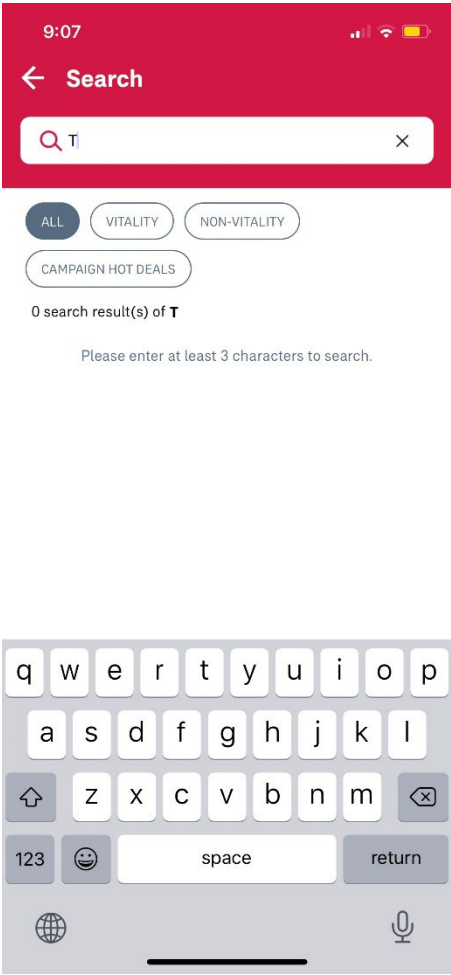 9:07
Search
T
ALL VITALITY NON-VITALITY
CAMPAIGN HOT DEALS
0 search result(s) of T
Please enter at least 3 characters to search.
q w e r t y u i o p
a s d f g h j k l
z x c v b n m
123 space return